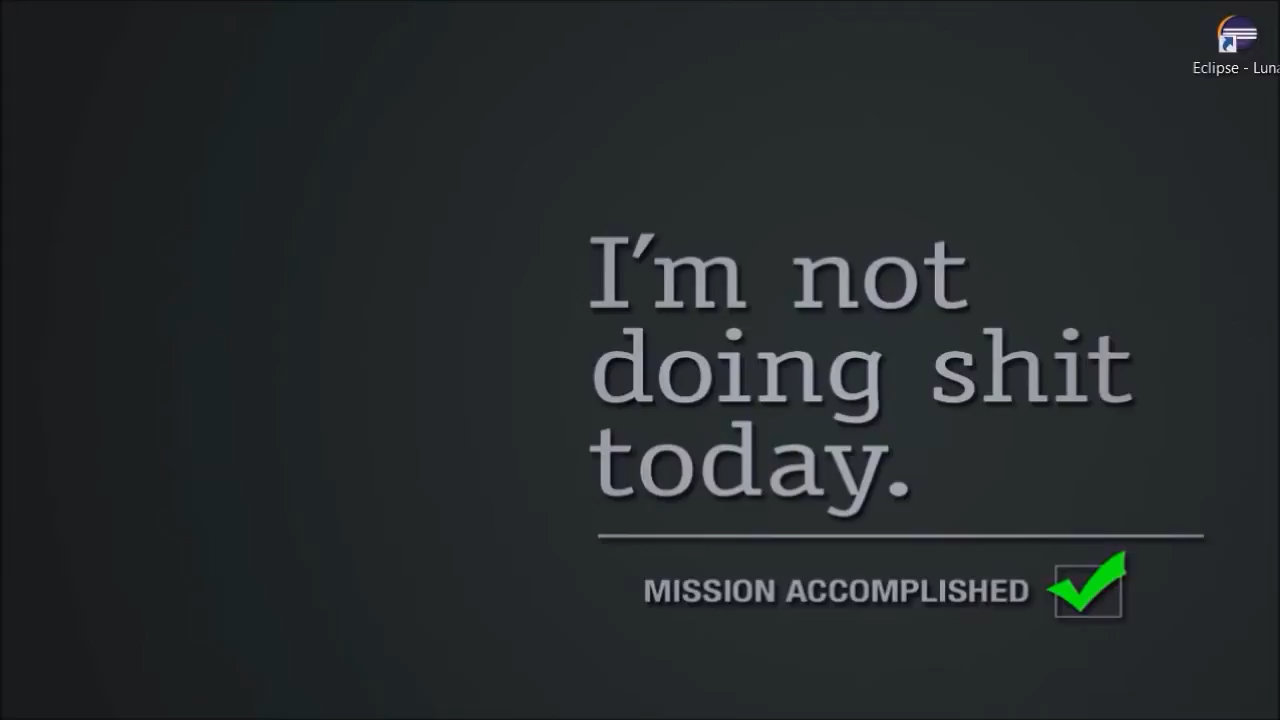 Eclipse - Luna
I'm not
doing shit
today.
MISSION ACCOMPLISHED